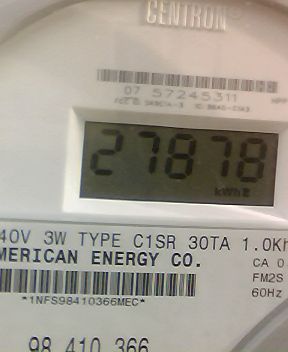 CENTRON®
07 57245311
27878
kWh
40V 3W TYPE C1SR 30TA 1.0Kh
MERICAN ENERGY CO.
CA 0
FM2S
60Hz
*1NFS98410366MEC*
98 410 366